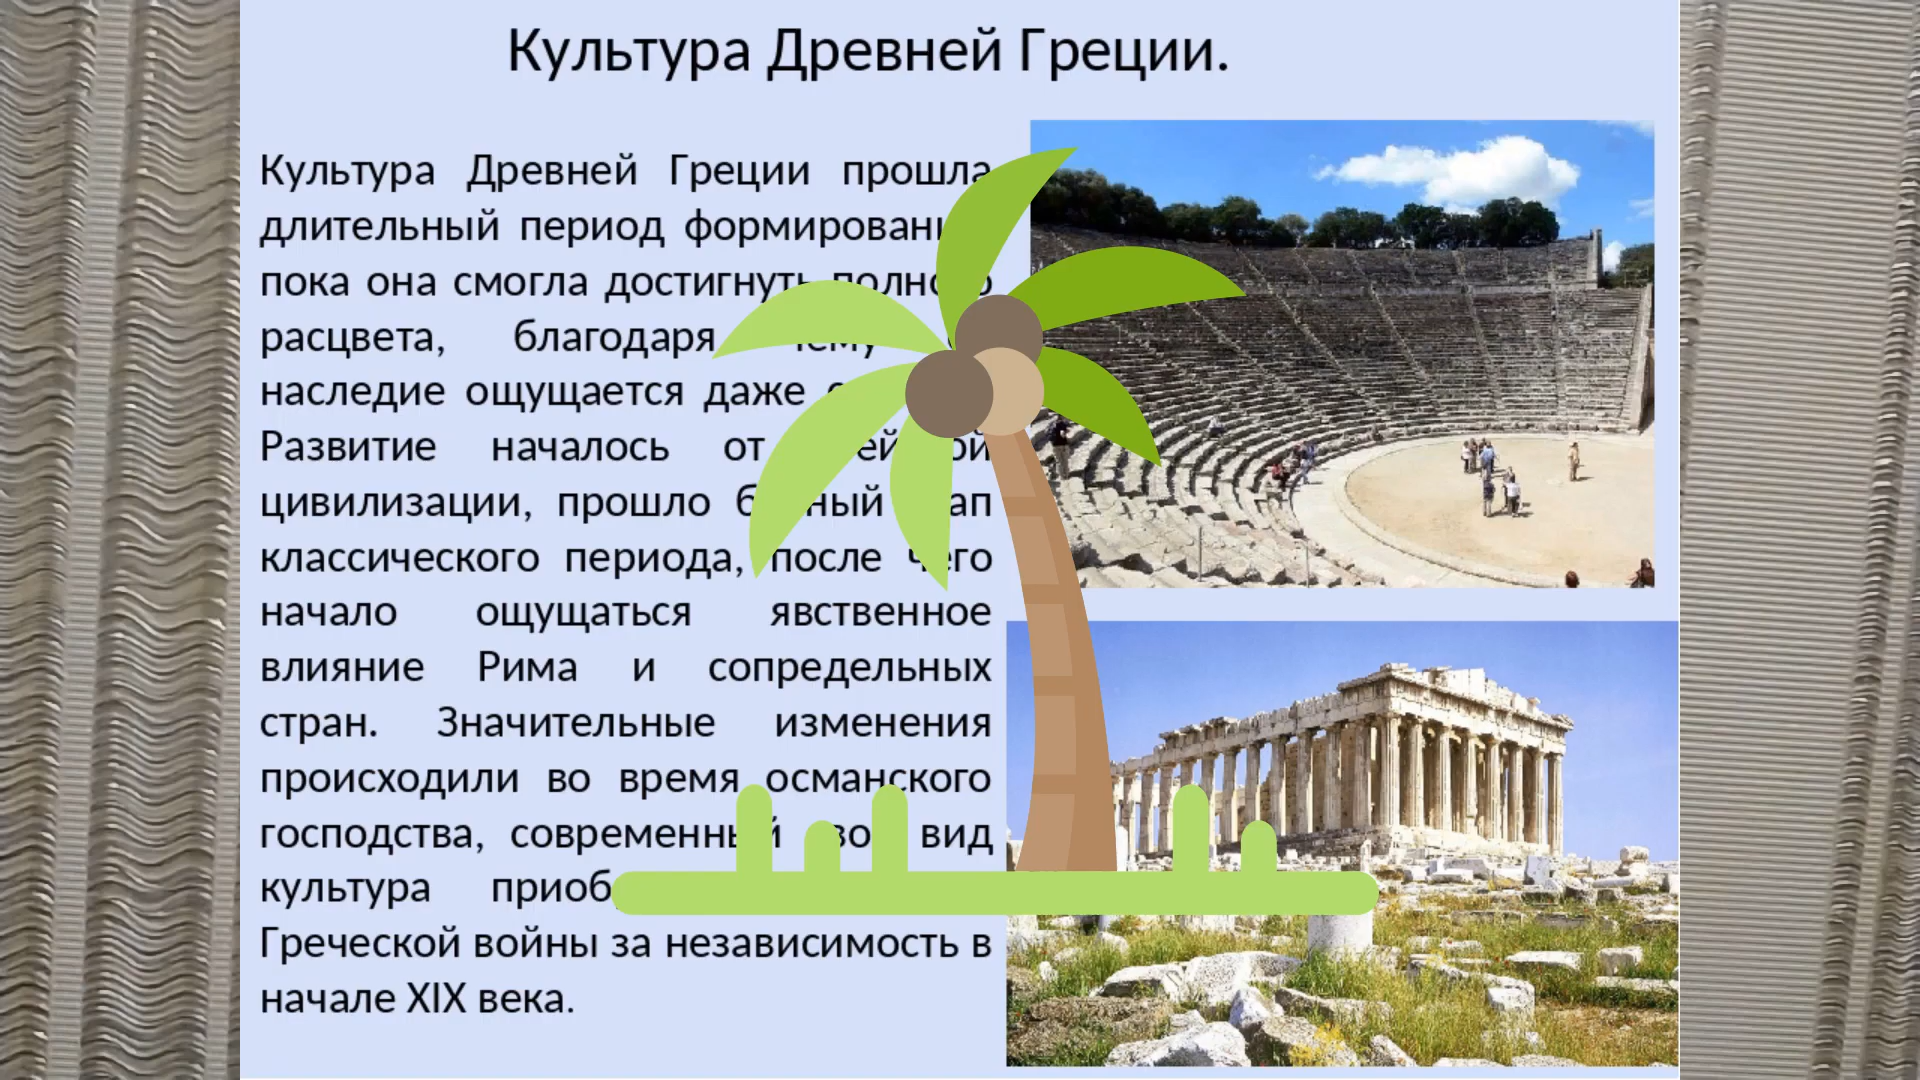 Культура Древней Греции.
Культура Древней Греции прошла
длительный период
пока она смогла достигнуть
расцвета, благодаря
наследие ощущается даже
Развитие началось от
цивилизации, прошло
классического периода, после чего
начало ощущаться явственное
влияние Рима и сопредельных
стран. Значительные изменения
происходили во время османского
господства, современный вид
культура
Греческой войны за независимость в
начале XIX века.